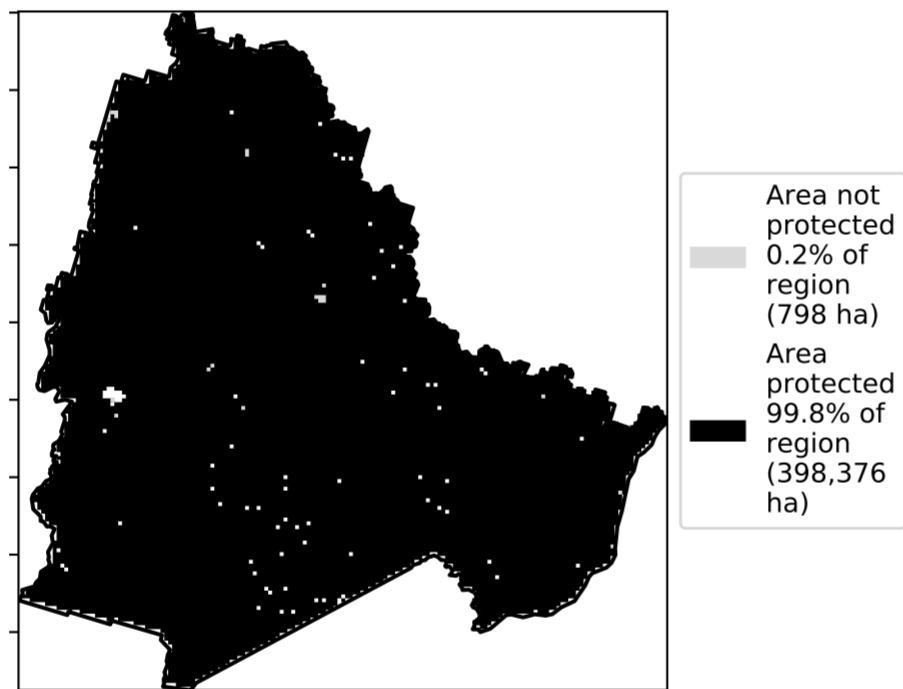 Area not
protected
0.2% of
region
(798 ha)
Area
protected
99.8% of
region
(398,376
ha)